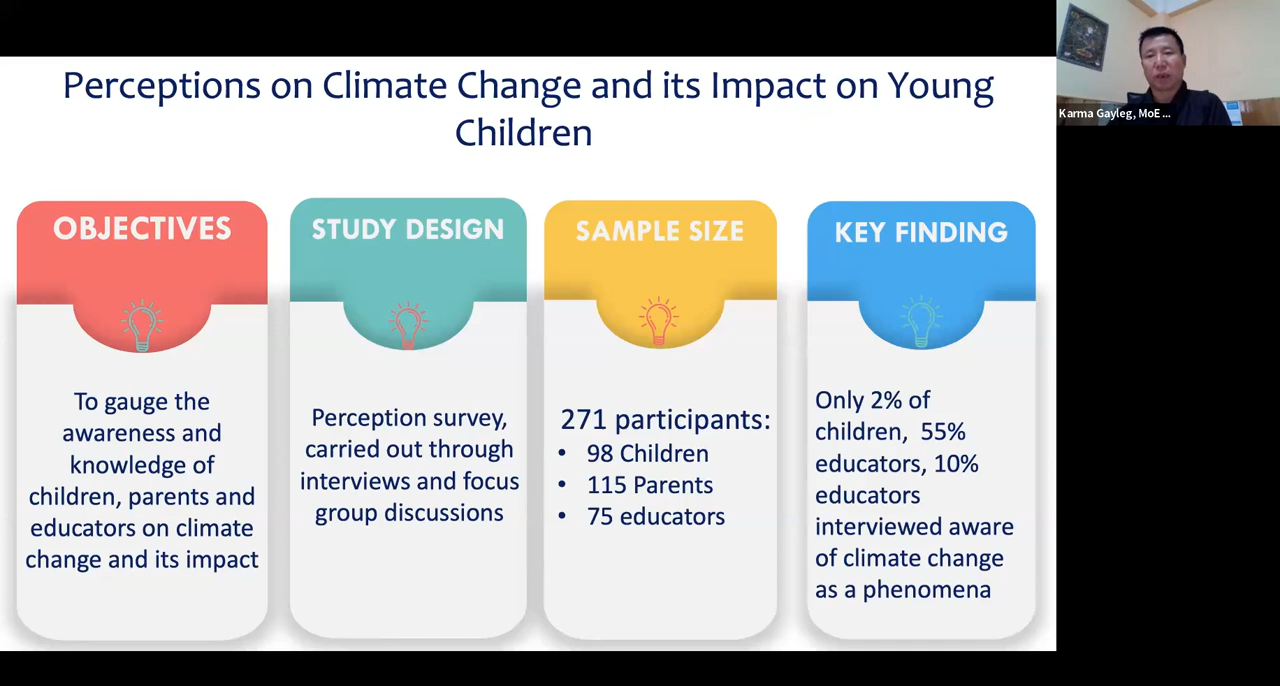 Perceptions on Climate Change and its Impact on Young
Children
Karma Gayleg, MoE ...
OBJECTIVES
To gauge the
awareness and
knowledge of
children, parents and
educators on climate
change and its impact
STUDY DESIGN
Perception survey,
carried out through
interviews and focus
group discussions
SAMPLE SIZE
271 participants:
• 98 Children
• 115 Parents
• 75 educators
KEY FINDING
Only 2% of
children, 55%
educators, 10%
educators
interviewed aware
of climate change
as a phenomena